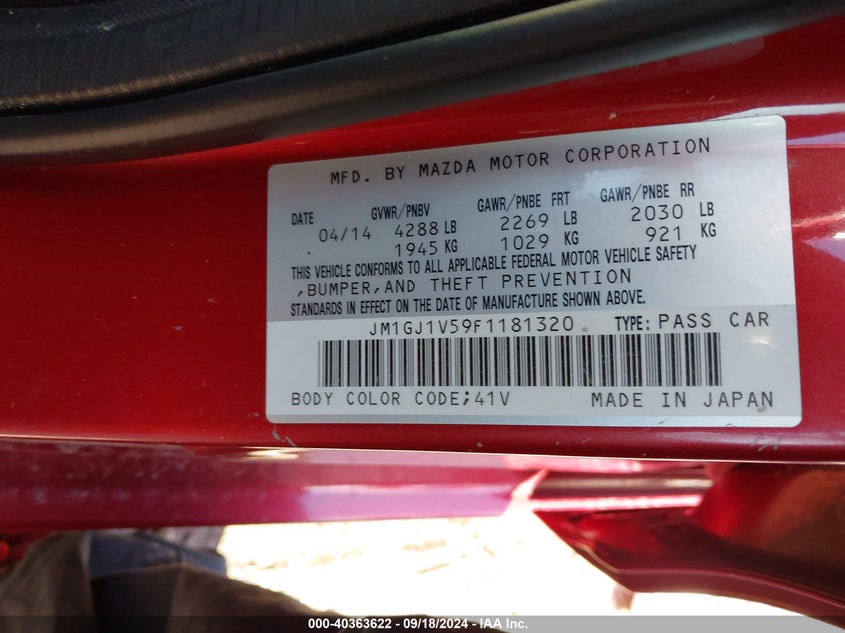 MFD. BY MAZDA MOTOR CORPORATION
DATE GVWR/PNBV GAWR/PNBE FRT GAWR/PNBE RR
04/14 4288 LB 2269 LB 2030 LB
1945 KG 1029 KG 921 KG
THIS VEHICLE CONFORMS TO ALL APPLICABLE FEDERAL MOTOR VEHICLE SAFETY
,BUMPER,AND THEFT PREVENTION
STANDARDS IN EFFECT ON THE DATE OF MANUFACTURE SHOWN ABOVE.
JM1GJ1V59F1181320 TYPE: PASS CAR
BODY COLOR CODE;41V MADE IN JAPAN
000-40363622 - 09/18/2024 - IAA Inc.